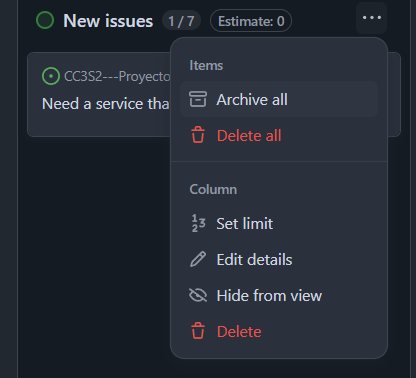 New issues 1 / 7 Estimate: 0 ...
Items
CC3S2---Proyecto
Archive all
Need a service tha
Delete all
Column
Set limit
Edit details
Hide from view
Delete